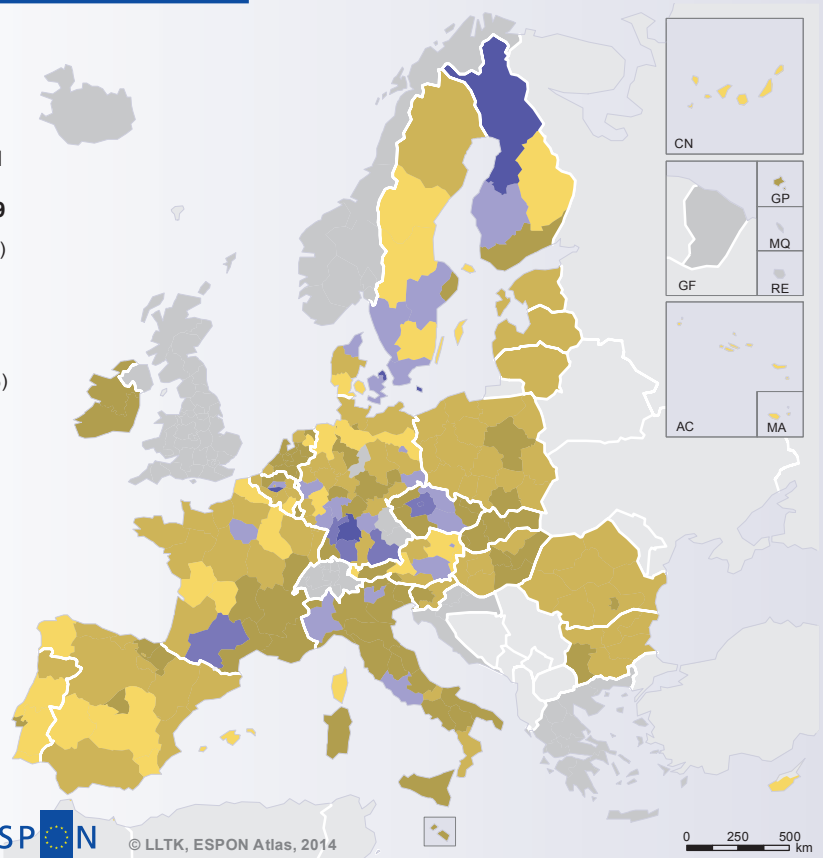 9
)
)
CN
GP
MQ
GF
RE
AC
MA
SP N
© LLTK, ESPON Atlas, 2014
0 250 500
km